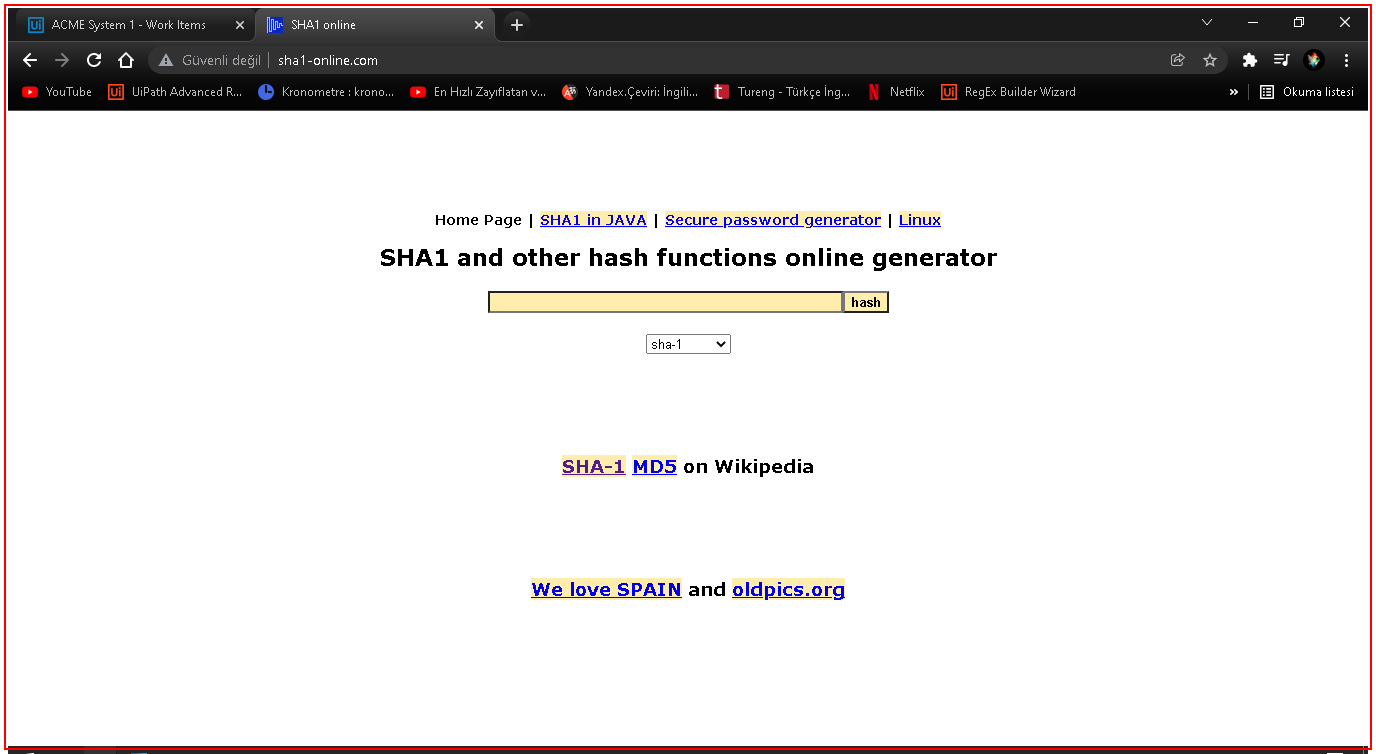 ACME System 1 - Work Items SHA1 online
Güvenli değil sha1-online.com
YouTube UiPath Advanced R... Kronometre : krono... En Hızlı Zayıflatan v... Yandex.Çeviri: İngili... Tureng - Türkçe İng... Netflix RegEx Builder Wizard » Okuma listesi
Home Page | SHA1 in JAVA | Secure password generator | Linux
SHA1 and other hash functions online generator
hash
sha-1
SHA-1 MD5 on Wikipedia
We love SPAIN and oldpics.org